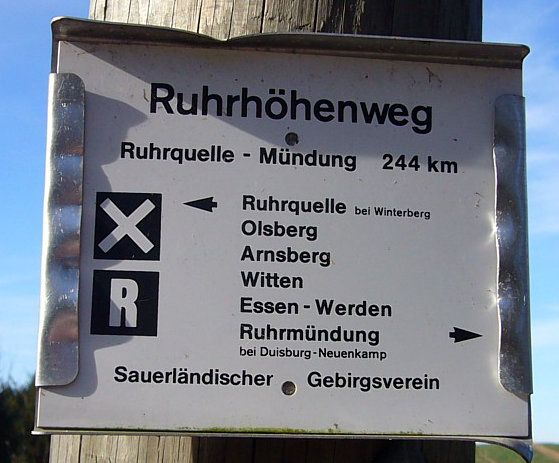 Ruhrhöhenweg
Ruhrquelle - Mündung 244 km
Ruhrquelle bei Winterberg
Olsberg
Arnsberg
Witten
R
Essen - Werden
Ruhrmündung
bei Duisburg-Neuenkamp
Sauerländischer Gebirgsverein